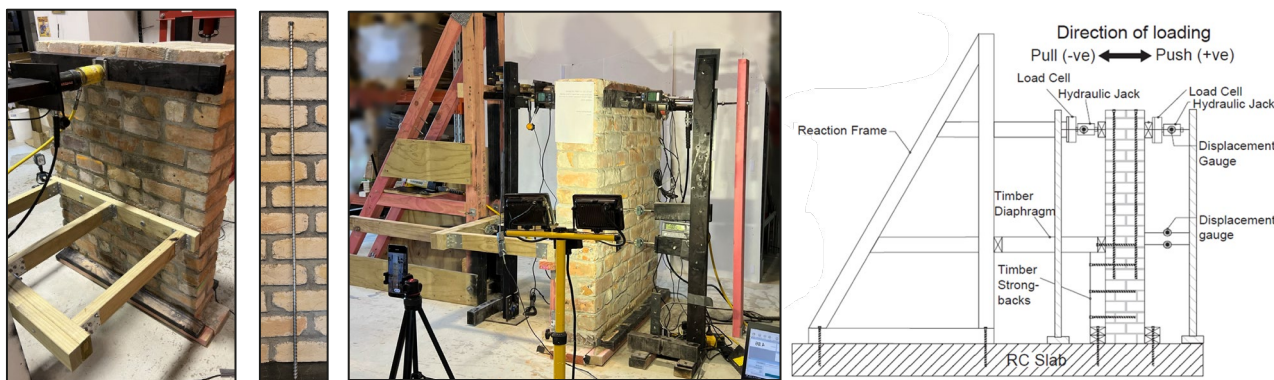 Direction of loading
Pull (-ve) Push (+ve)
Load Cell
Hydraulic Jack
Load Cell
Hydraulic Jack
Reaction Frame
Displacement
Gauge
Timber
Diaphragm
Displacement
gauge
Timber
Strong-
backs
RC Slab